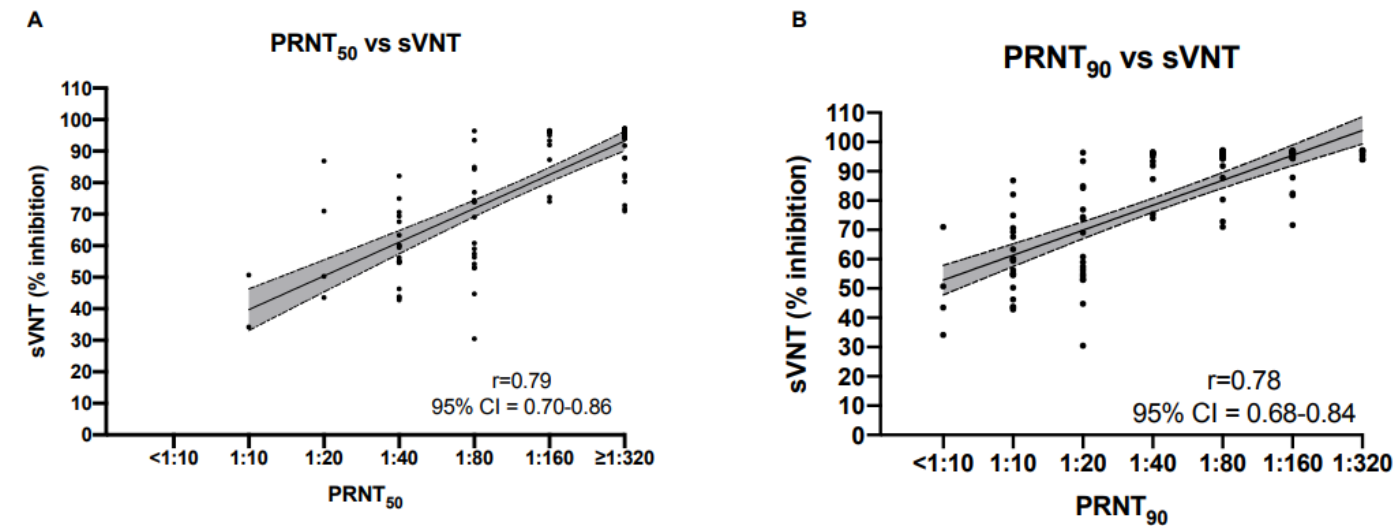 A
PRNT50 vs sVNT
sVNT (% inhibition)
110
100
90
80
70
60
50
40
30
20
10
0
<1:10 1:10 1:20 1:40 1:80 1:160 ≥1:320
PRNT50
r=0.79
95% CI = 0.70-0.86
B
PRNT90 vs sVNT
sVNT (% inhibition)
110
100
90
80
70
60
50
40
30
20
10
0
<1:10 1:10 1:20 1:40 1:80 1:160 1:320
PRNT90
r=0.78
95% CI = 0.68-0.84